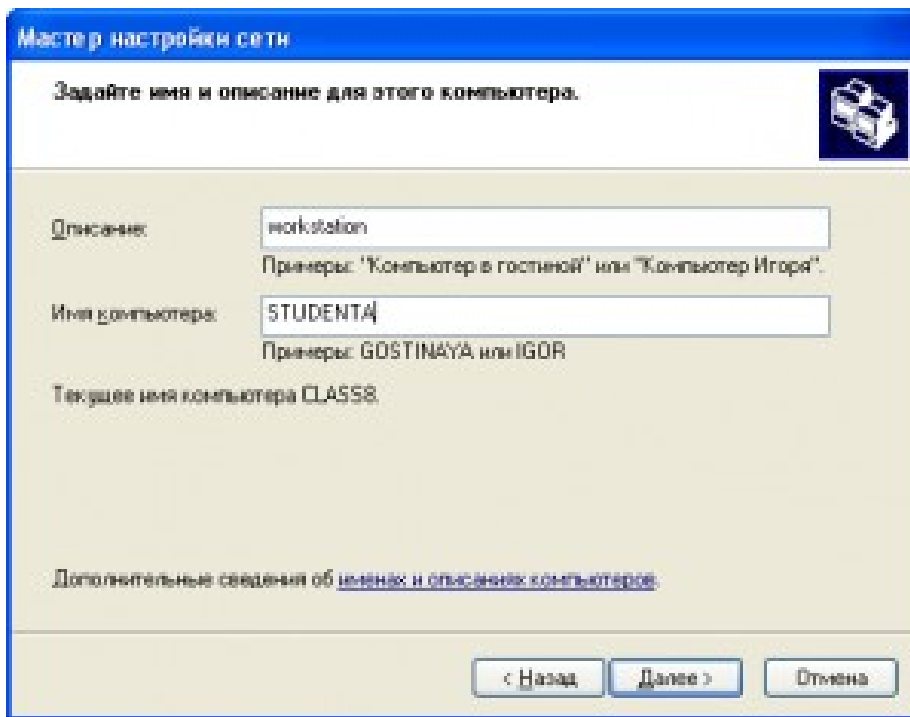 Мастер настройки сети
Задайте имя и описание для этого компьютера.
Описание: workstation
Примеры: "Компьютер в гостиной" или "Компьютер Игоря".
Имя компьютера: STUDENTA
Примеры: GOSTINAYA или IGOR
Текущее имя компьютера CLASS8.
Дополнительные сведения об именах и описаниях компьютеров.
< Назад Далее > Отмена